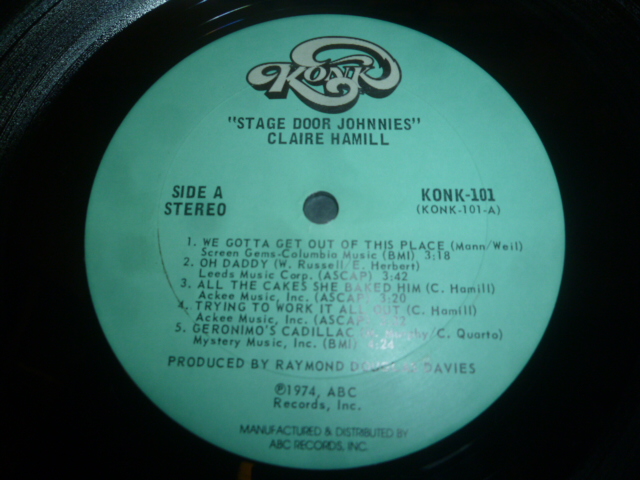 KONK
"STAGE DOOR JOHNNIES"
CLAIRE HAMILL
SIDE A
STEREO
KONK-101
(KONK-101-A)
1. WE GOTTA GET OUT OF THIS PLACE (Mann/Weil)
Screen Gems-Columbia Music (BMI) 3:18
2. OH DADDY (W. Russell/E. Herbert)
Leeds Music Corp. (ASCAP) 3:42
3. ALL THE CAKES SHE BAKED HIM (C. Hamill)
Ackee Music, Inc. (ASCAP) 3:20
4. TRYING TO WORK IT ALL OUT (C. Hamill)
Ackee Music, Inc. (ASCAP)
5. GERONIMO'S CADILLAC /C. Quarto)
Mystery Music, Inc. (BMI) 4:24
PRODUCED BY RAYMOND DAVIES
℗1974, ABC
Records, Inc.
MANUFACTURED & DISTRIBUTED BY
ABC RECORDS, INC.